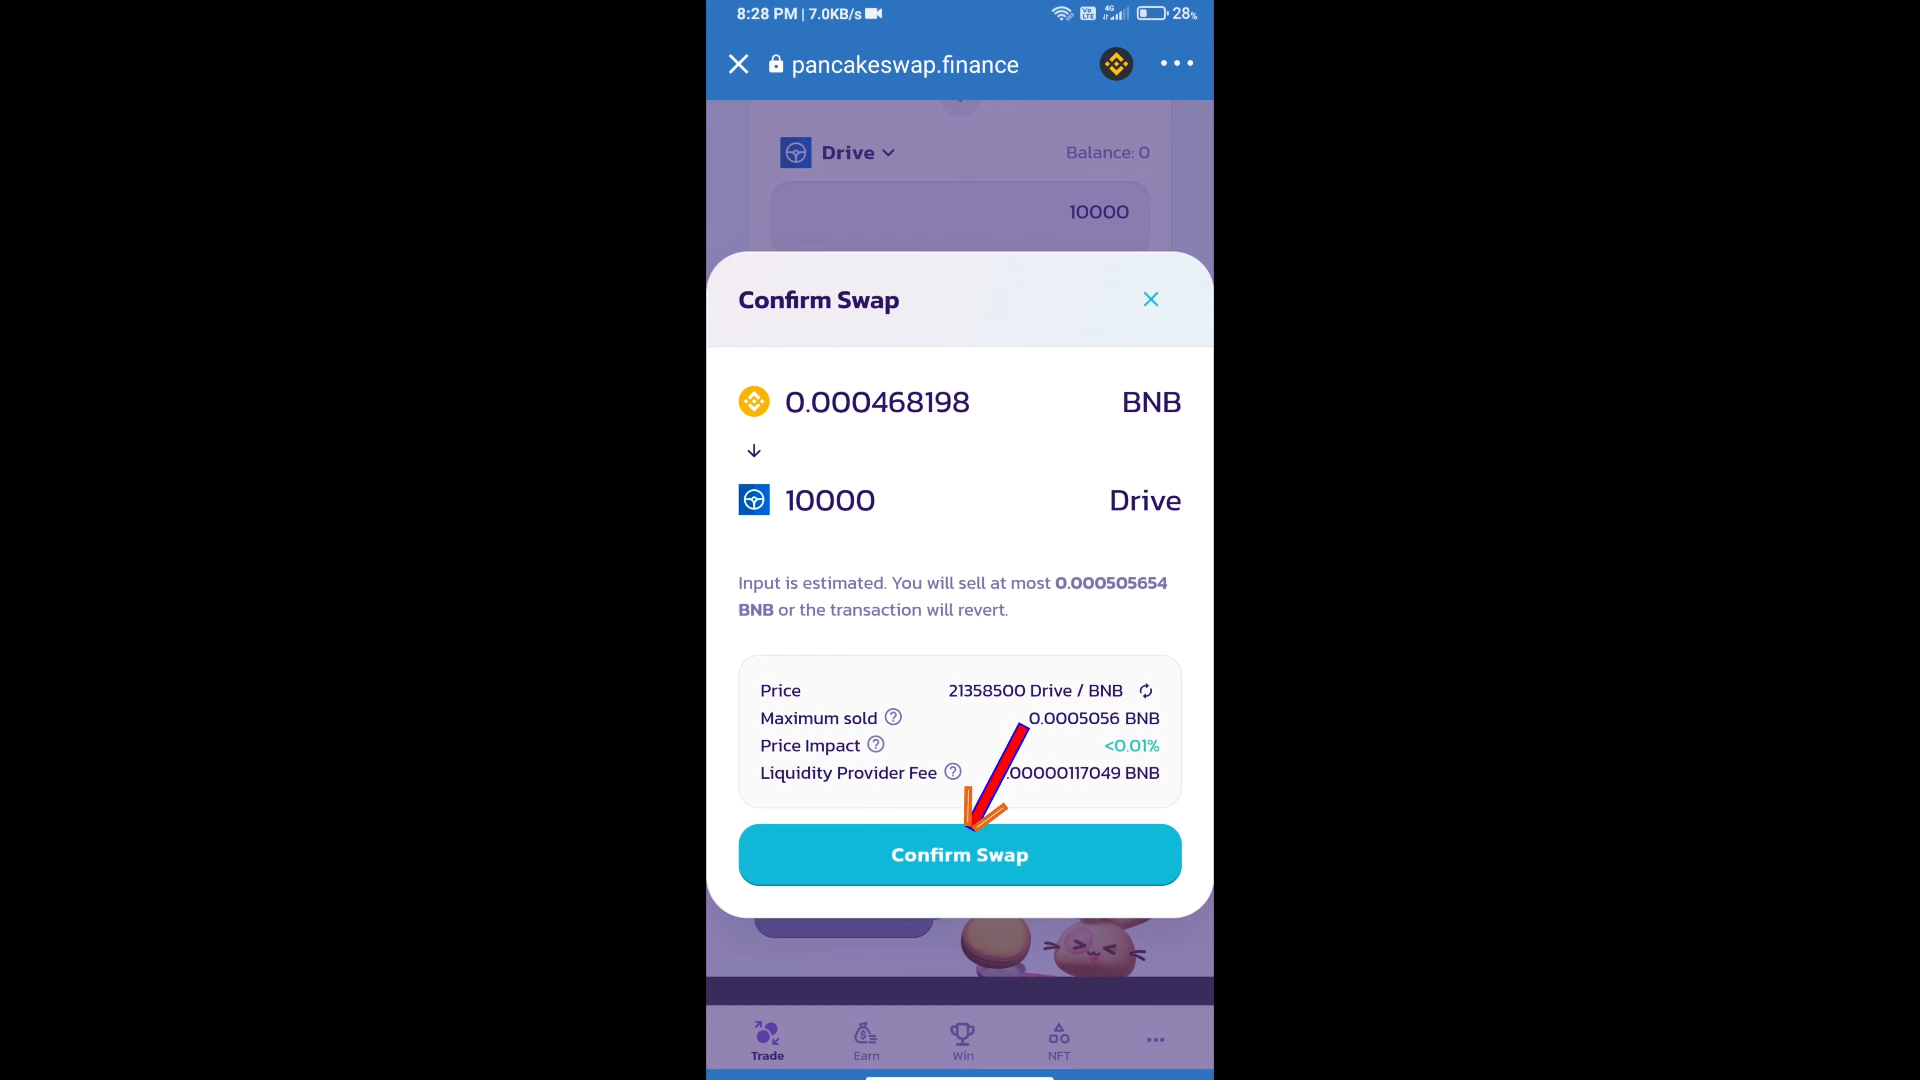 8:28 PM | 7.0KB/s
Vo LTE 4G 28%
pancakeswap.finance
Drive Balance: 0
10000
Confirm Swap
0.000468198 BNB
10000 Drive
Input is estimated. You will sell at most 0.000505654
BNB or the transaction will revert.
Price 21358500 Drive / BNB
Maximum sold ? 0.0005056 BNB
Price Impact ? <0.01%
Liquidity Provider Fee ? .00000117049 BNB
Confirm Swap
Trade Earn Win NFT